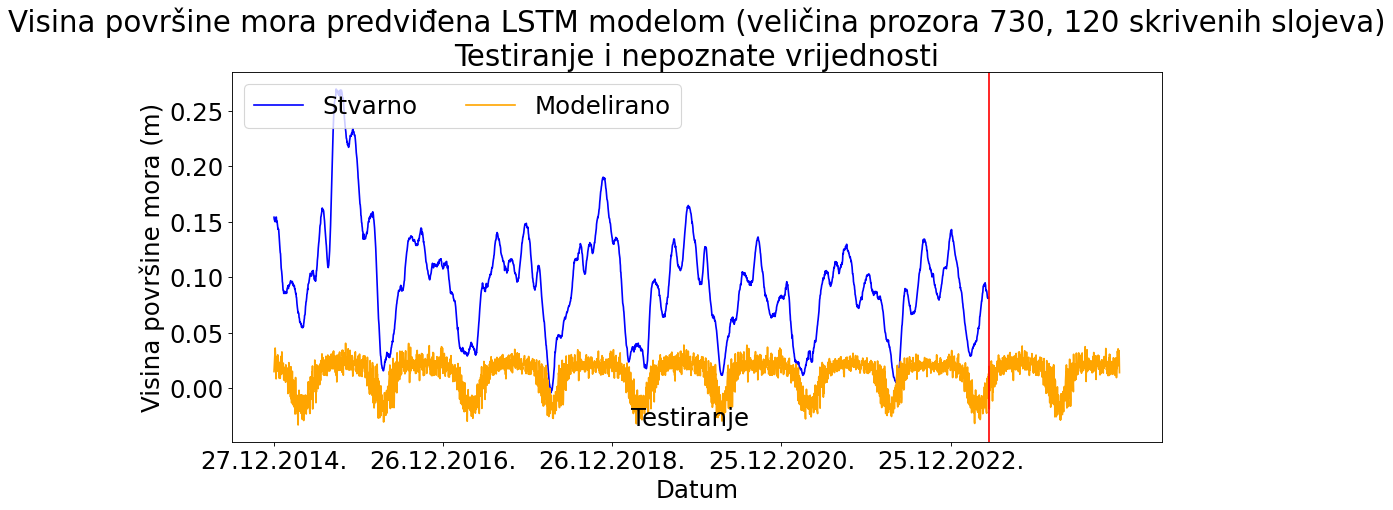 Visina površine mora predviđena LSTM modelom (veličina prozora 730, 120 skrivenih slojeva)
Testiranje i nepoznate vrijednosti
Stvarno
Modelirano
Visina površine mora (m)
0.25
0.20
0.15
0.10
0.05
0.00
Testiranje
27.12.2014.
26.12.2016.
26.12.2018.
25.12.2020.
25.12.2022.
Datum